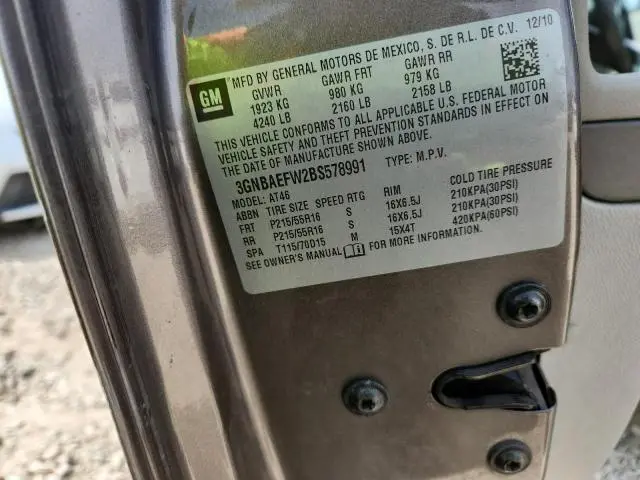 GM
MFD BY GENERAL MOTORS DE MEXICO, S. DE R.L. DE C.V. 12/10
GVWR GAWR FRT GAWR RR
1923 KG 980 KG 979 KG
4240 LB 2160 LB 2158 LB
THIS VEHICLE CONFORMS TO ALL APPLICABLE U.S. FEDERAL MOTOR
VEHICLE SAFETY AND THEFT PREVENTION STANDARDS IN EFFECT ON
THE DATE OF MANUFACTURE SHOWN ABOVE.
3GNBAEFW2BS578991 TYPE: M.P.V.
MODEL: AT46
ABBN TIRE SIZE SPEED RTG RIM COLD TIRE PRESSURE
FRT P215/55R16 S 16X6.5J 210KPA(30PSI)
RR P215/55R16 S 16X6.5J 210KPA(30PSI)
SPA T115/70D15 M 15X4T 420KPA(60PSI)
SEE OWNER'S MANUAL FOR MORE INFORMATION.